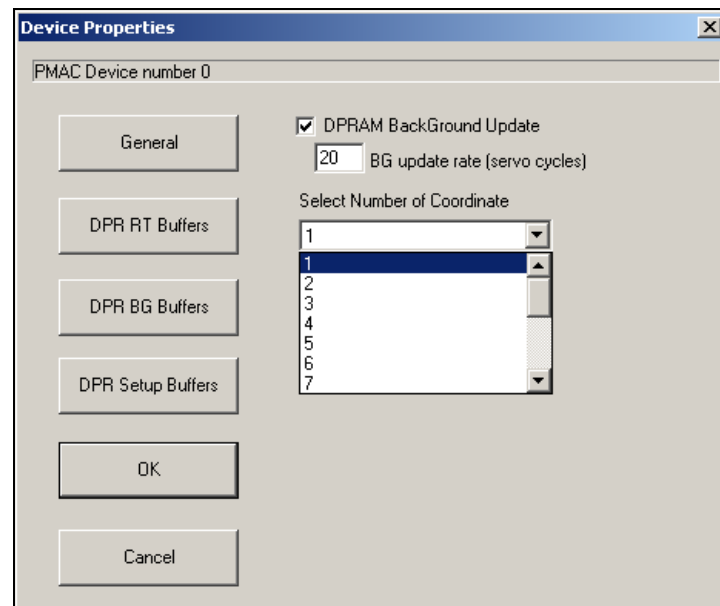 Device Properties
PMAC Device number 0
General
DPR RT Buffers
DPR BG Buffers
DPR Setup Buffers
OK
Cancel
DPRAM BackGround Update
20 BG update rate (servo cycles)
Select Number of Coordinate
1
1
2
3
4
5
6
7